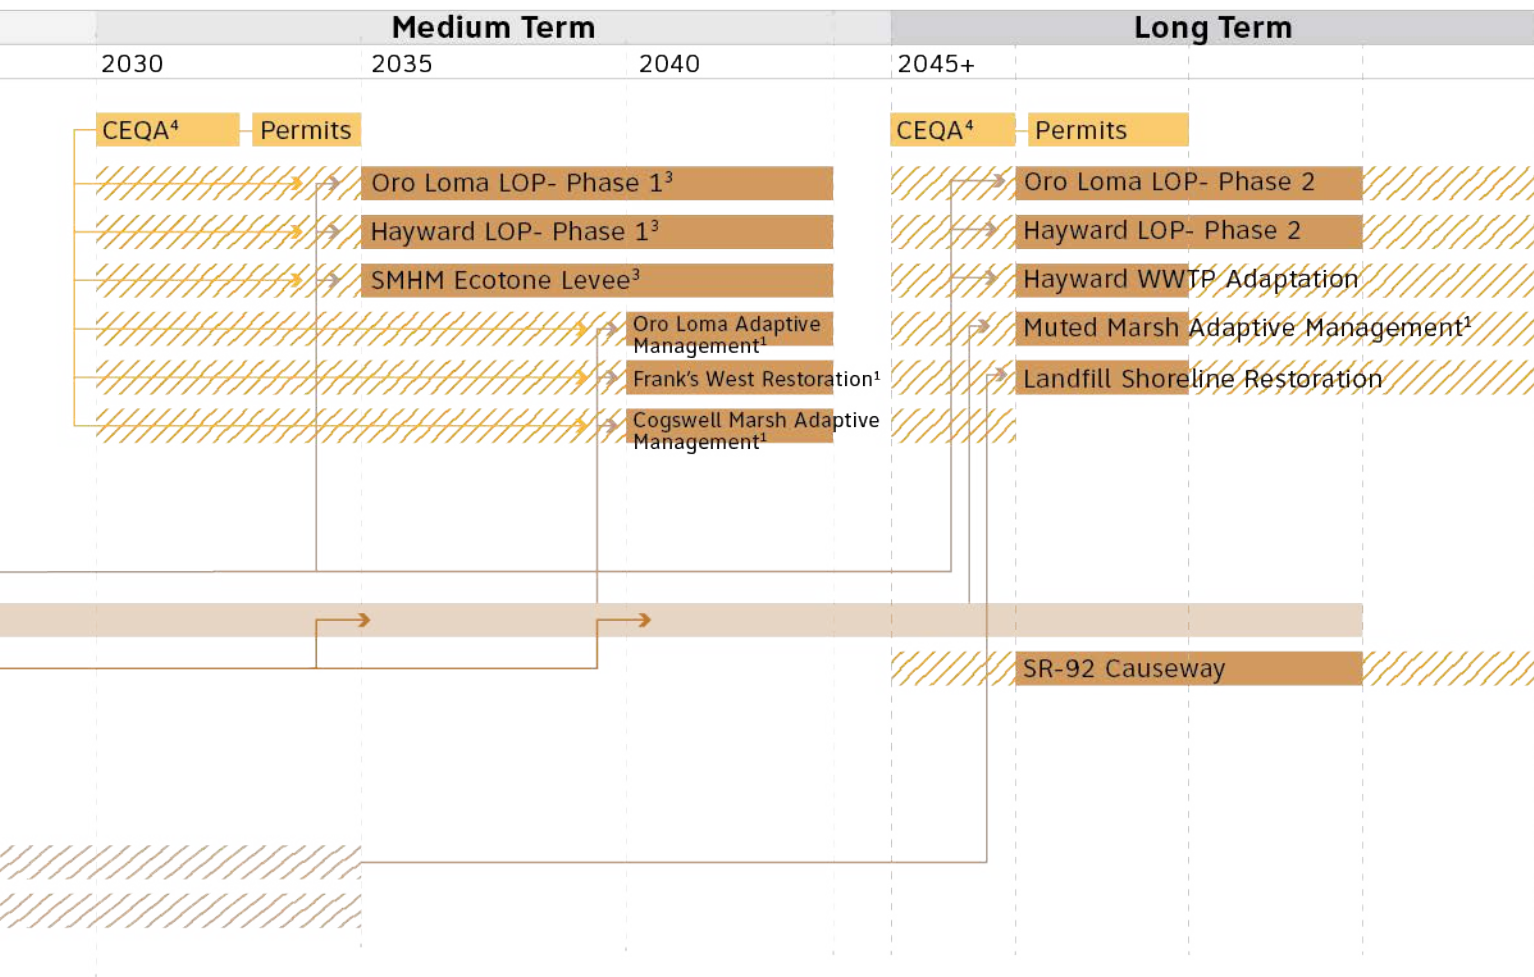 Medium Term
Long Term
2030
2035
2040
2045+
CEQA⁴
Permits
CEQA⁴
Permits
Oro Loma LOP- Phase 1³
Oro Loma LOP- Phase 2
Hayward LOP- Phase 1³
Hayward LOP- Phase 2
SMHM Ecotone Levee³
Hayward WWTP Adaptation
Oro Loma Adaptive
Management¹
Muted Marsh Adaptive Management¹
Frank's West Restoration¹
Landfill Shoreline Restoration
Cogswell Marsh Adaptive
Management¹
SR-92 Causeway